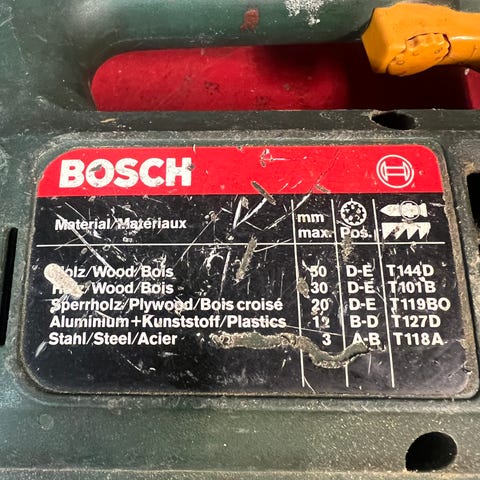 BOSCH
Material/Matériaux mm max. Pos.
Holz/Wood/Bois 50 D-E T144D
Holz/Wood/Bois 30 D-E T101B
Sperrholz/Plywood/Bois croisé 20 D-E T119BO
Aluminium+Kunststoff/Plastics 12 B-D T127D
Stahl/Steel/Acier 3 A-B T118A